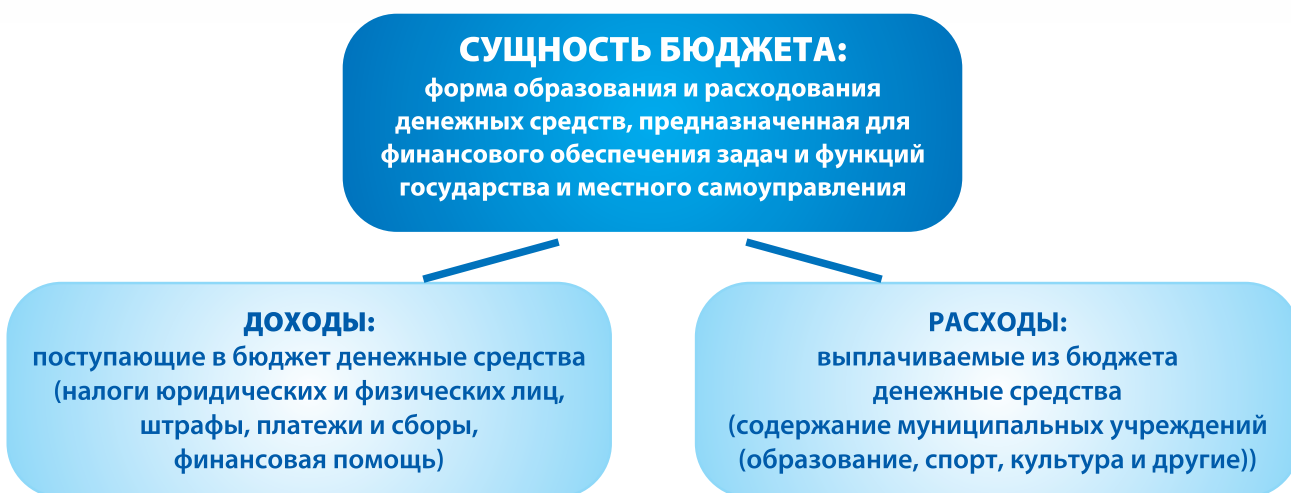 СУЩНОСТЬ БЮДЖЕТА:
форма образования и расходования
денежных средств, предназначенная для
финансового обеспечения задач и функций
государства и местного самоуправления
ДОХОДЫ:
поступающие в бюджет денежные средства
(налоги юридических и физических лиц,
штрафы, платежи и сборы,
финансовая помощь)
РАСХОДЫ:
выплачиваемые из бюджета
денежные средства
(содержание муниципальных учреждений
(образование, спорт, культура и другие))